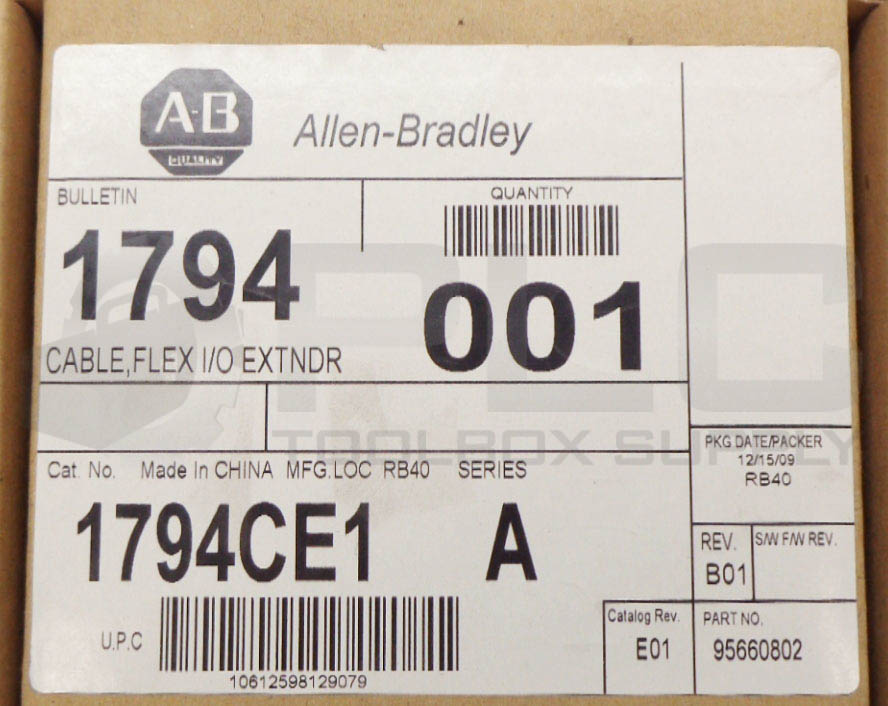 A-B
QUALITY
Allen-Bradley
BULLETIN
1794
CABLE,FLEX I/O EXTNDR
QUANTITY
001
PLC
TOOLBOX SUPPLY
PKG DATE/PACKER
12/15/09
RB40
Cat. No. Made In CHINA MFG.LOC RB40 SERIES
1794CE1 A
REV.
B01
S/W F/W REV.
U.P.C
10612598129079
Catalog Rev.
E01
PART NO.
95660802